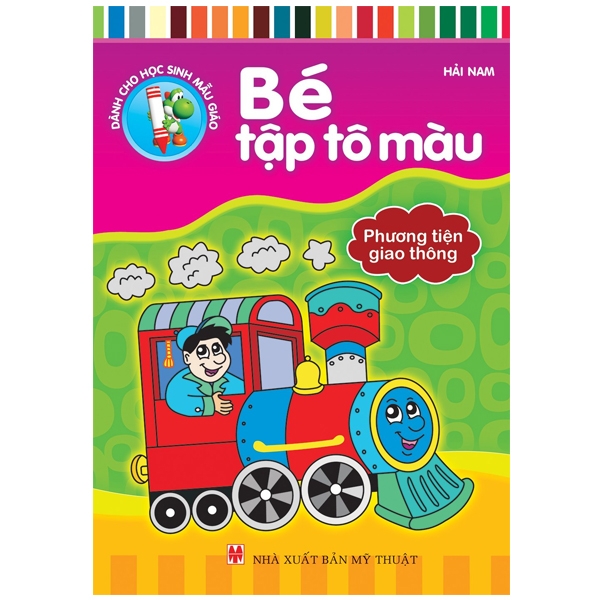 DÀNH CHO HỌC SINH MẪU GIÁO
HẢI NAM
Bé
tập tô màu
Phương tiện
giao thông
NHÀ XUẤT BẢN MỸ THUẬT